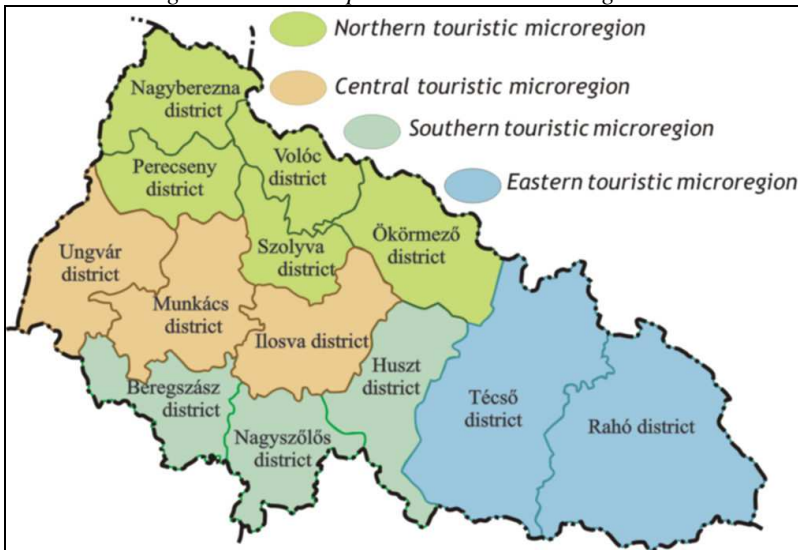 Northern touristic microregion
Central touristic microregion
Southern touristic microregion
Eastern touristic microregion
Nagyberezna
district
Perecseny
district
Volóc
district
Ökörmező
district
Szolyva
district
Ungvár
district
Munkács
district
Ilosva district
Huszt
district
Beregszász
district
Nagyszőlős
district
Técső
district
Rahó district